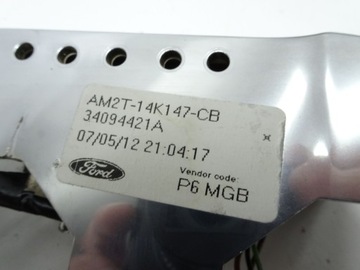 AM2T-14K147-CB
34094421A
07/05/12 21:04:17
Ford
Vendor code:
P6 MGB